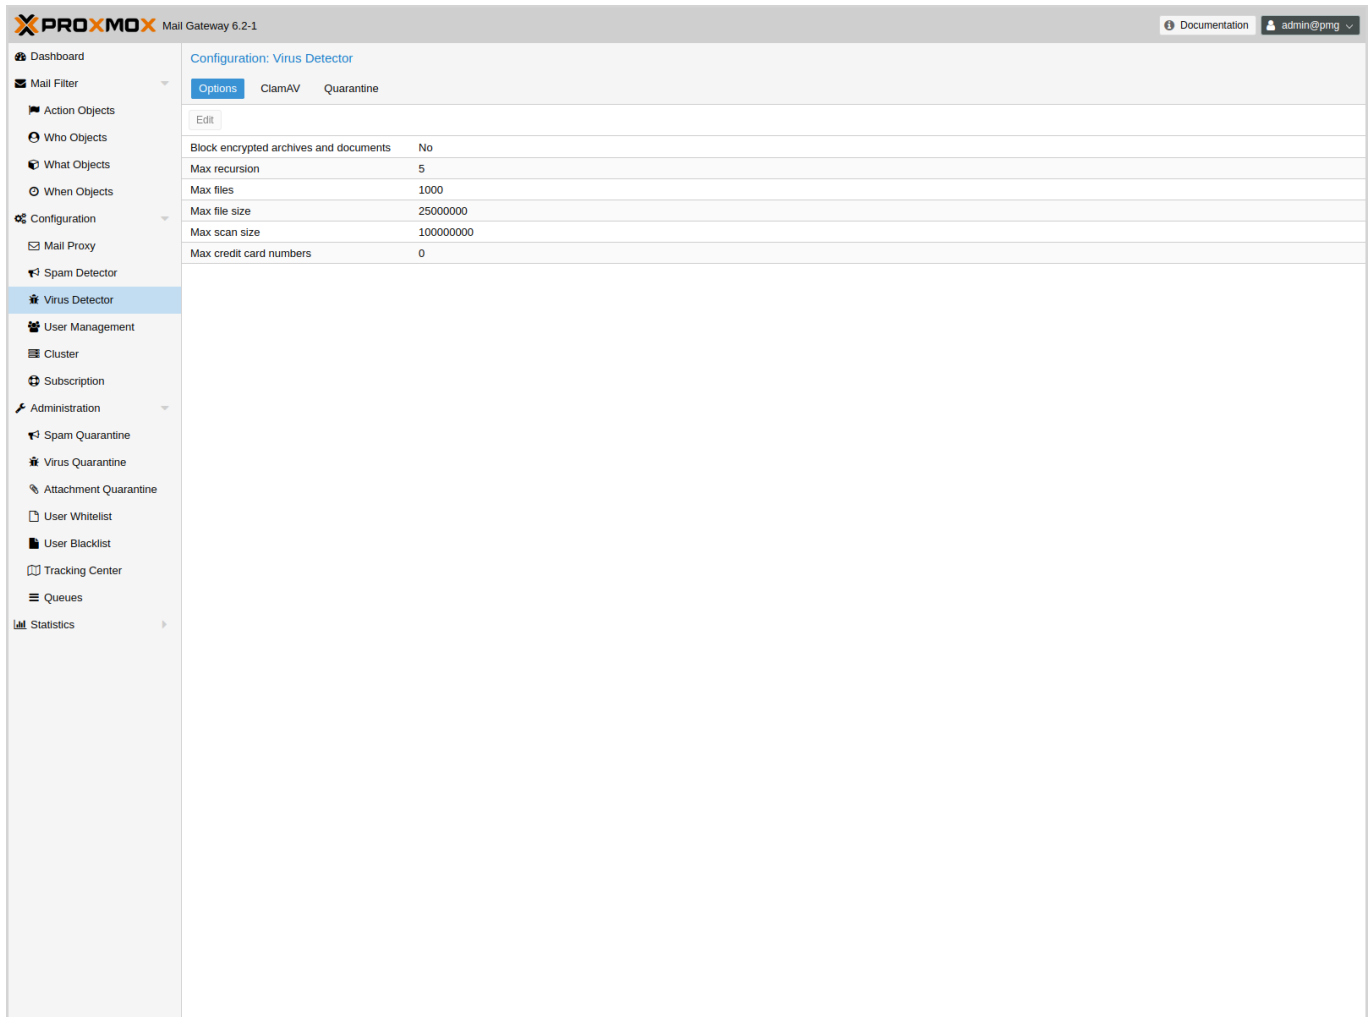 PROXMOX Mail Gateway 6.2-1
Documentation
admin@pmg
Dashboard
Mail Filter
Action Objects
Who Objects
What Objects
When Objects
Configuration
Mail Proxy
Spam Detector
Virus Detector
User Management
Cluster
Subscription
Administration
Spam Quarantine
Virus Quarantine
Attachment Quarantine
User Whitelist
User Blacklist
Tracking Center
Queues
Statistics
Configuration: Virus Detector
Options ClamAV Quarantine
Edit
Block encrypted archives and documents No
Max recursion 5
Max files 1000
Max file size 25000000
Max scan size 100000000
Max credit card numbers 0